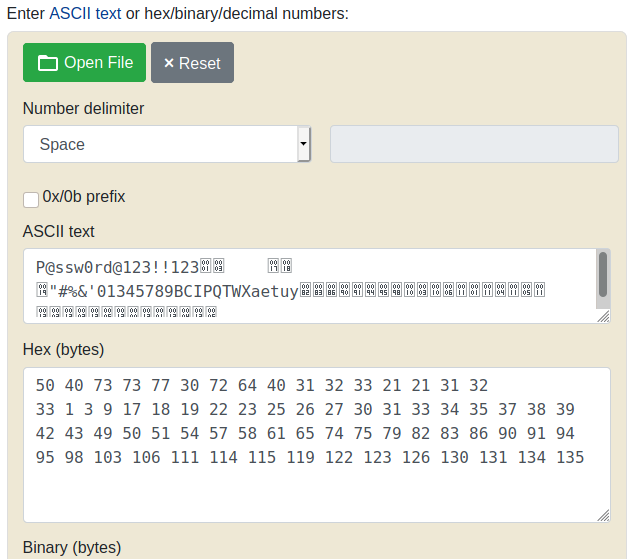 Enter ASCII text or hex/binary/decimal numbers:
Open File
× Reset
Number delimiter
Space
0x/0b prefix
ASCII text
P@ssw0rd@123!!123
"#%&'01345789BCIPQTWXaetuy
Hex (bytes)
50 40 73 73 77 30 72 64 40 31 32 33 21 21 31 32
33 1 3 9 17 18 19 22 23 25 26 27 30 31 33 34 35 37 38 39
42 43 49 50 51 54 57 58 61 65 74 75 79 82 83 86 90 91 94
95 98 103 106 111 114 115 119 122 123 126 130 131 134 135
Binary (bytes)